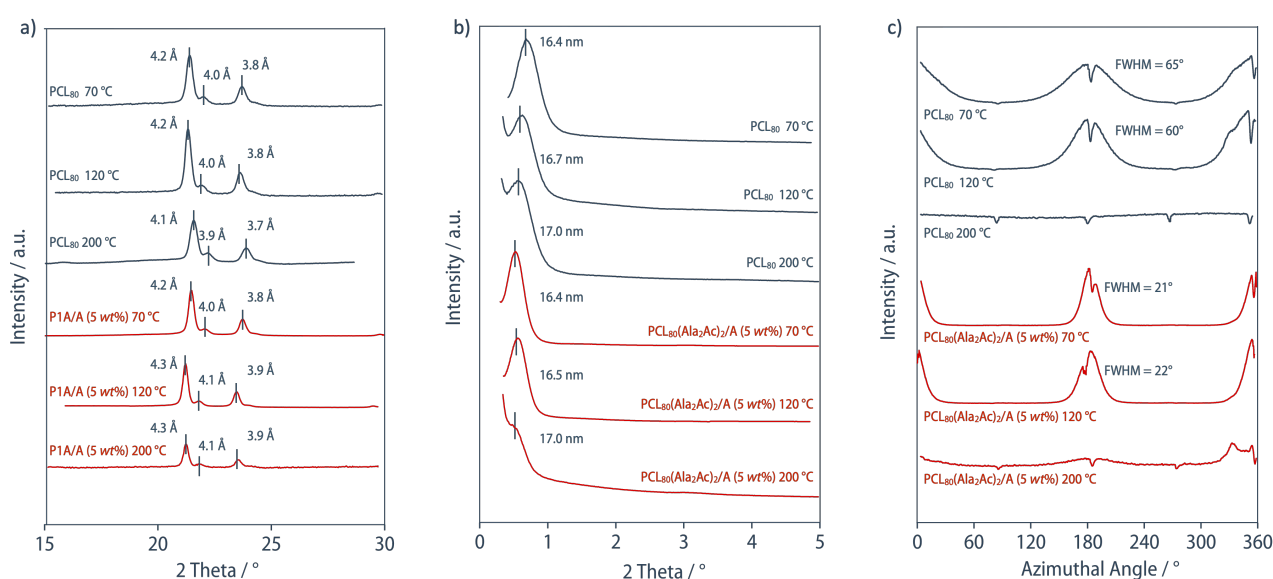 a)
Intensity / a.u.
4.2 Å
4.0 Å
3.8 Å
PCL₈₀ 70 °C
4.2 Å
4.0 Å
3.8 Å
PCL₈₀ 120 °C
4.1 Å
3.9 Å
3.7 Å
PCL₈₀ 200 °C
4.2 Å
4.0 Å
3.8 Å
P1A/A (5 wt%) 70 °C
4.3 Å
4.1 Å
3.9 Å
P1A/A (5 wt%) 120 °C
4.3 Å
4.1 Å
3.9 Å
P1A/A (5 wt%) 200 °C
15 20 25 30
2 Theta / °
b)
Intensity / a.u.
16.4 nm
PCL₈₀ 70 °C
16.7 nm
PCL₈₀ 120 °C
17.0 nm
PCL₈₀ 200 °C
16.4 nm
PCL₈₀(Ala₂Ac)₂/A (5 wt%) 70 °C
16.5 nm
PCL₈₀(Ala₂Ac)₂/A (5 wt%) 120 °C
17.0 nm
PCL₈₀(Ala₂Ac)₂/A (5 wt%) 200 °C
0 1 2 3 4 5
2 Theta / °
c)
Intensity / a.u.
FWHM = 65°
PCL₈₀ 70 °C
FWHM = 60°
PCL₈₀ 120 °C
PCL₈₀ 200 °C
FWHM = 21°
PCL₈₀(Ala₂Ac)₂/A (5 wt%) 70 °C
FWHM = 22°
PCL₈₀(Ala₂Ac)₂/A (5 wt%) 120 °C
PCL₈₀(Ala₂Ac)₂/A (5 wt%) 200 °C
0 60 120 180 240 300 360
Azimuthal Angle / °